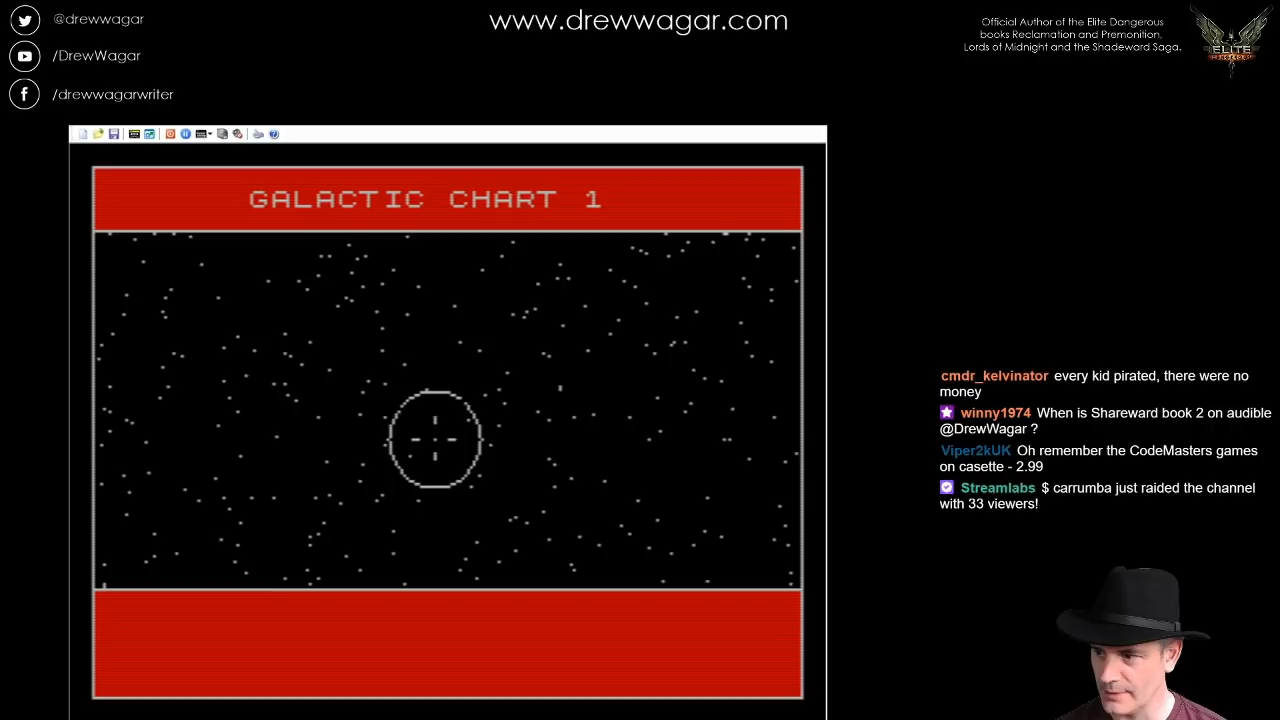 @drewwagar
/DrewWagar
/drewwagarwriter
www.drewwagar.com
Official Author of the Elite Dangerous
books Reclamation and Premonition,
Lords of Midnight and the Shadeward Saga.
ELITE
DANGEROUS
GALACTIC CHART 1
cmdr_kelvinator every kid pirated, there were no
money
winny1974 When is Shareward book 2 on audible
@DrewWagar ?
Viper2kUK Oh remember the CodeMasters games
on casette - 2.99
Streamlabs $ carrumba just raided the channel
with 33 viewers!